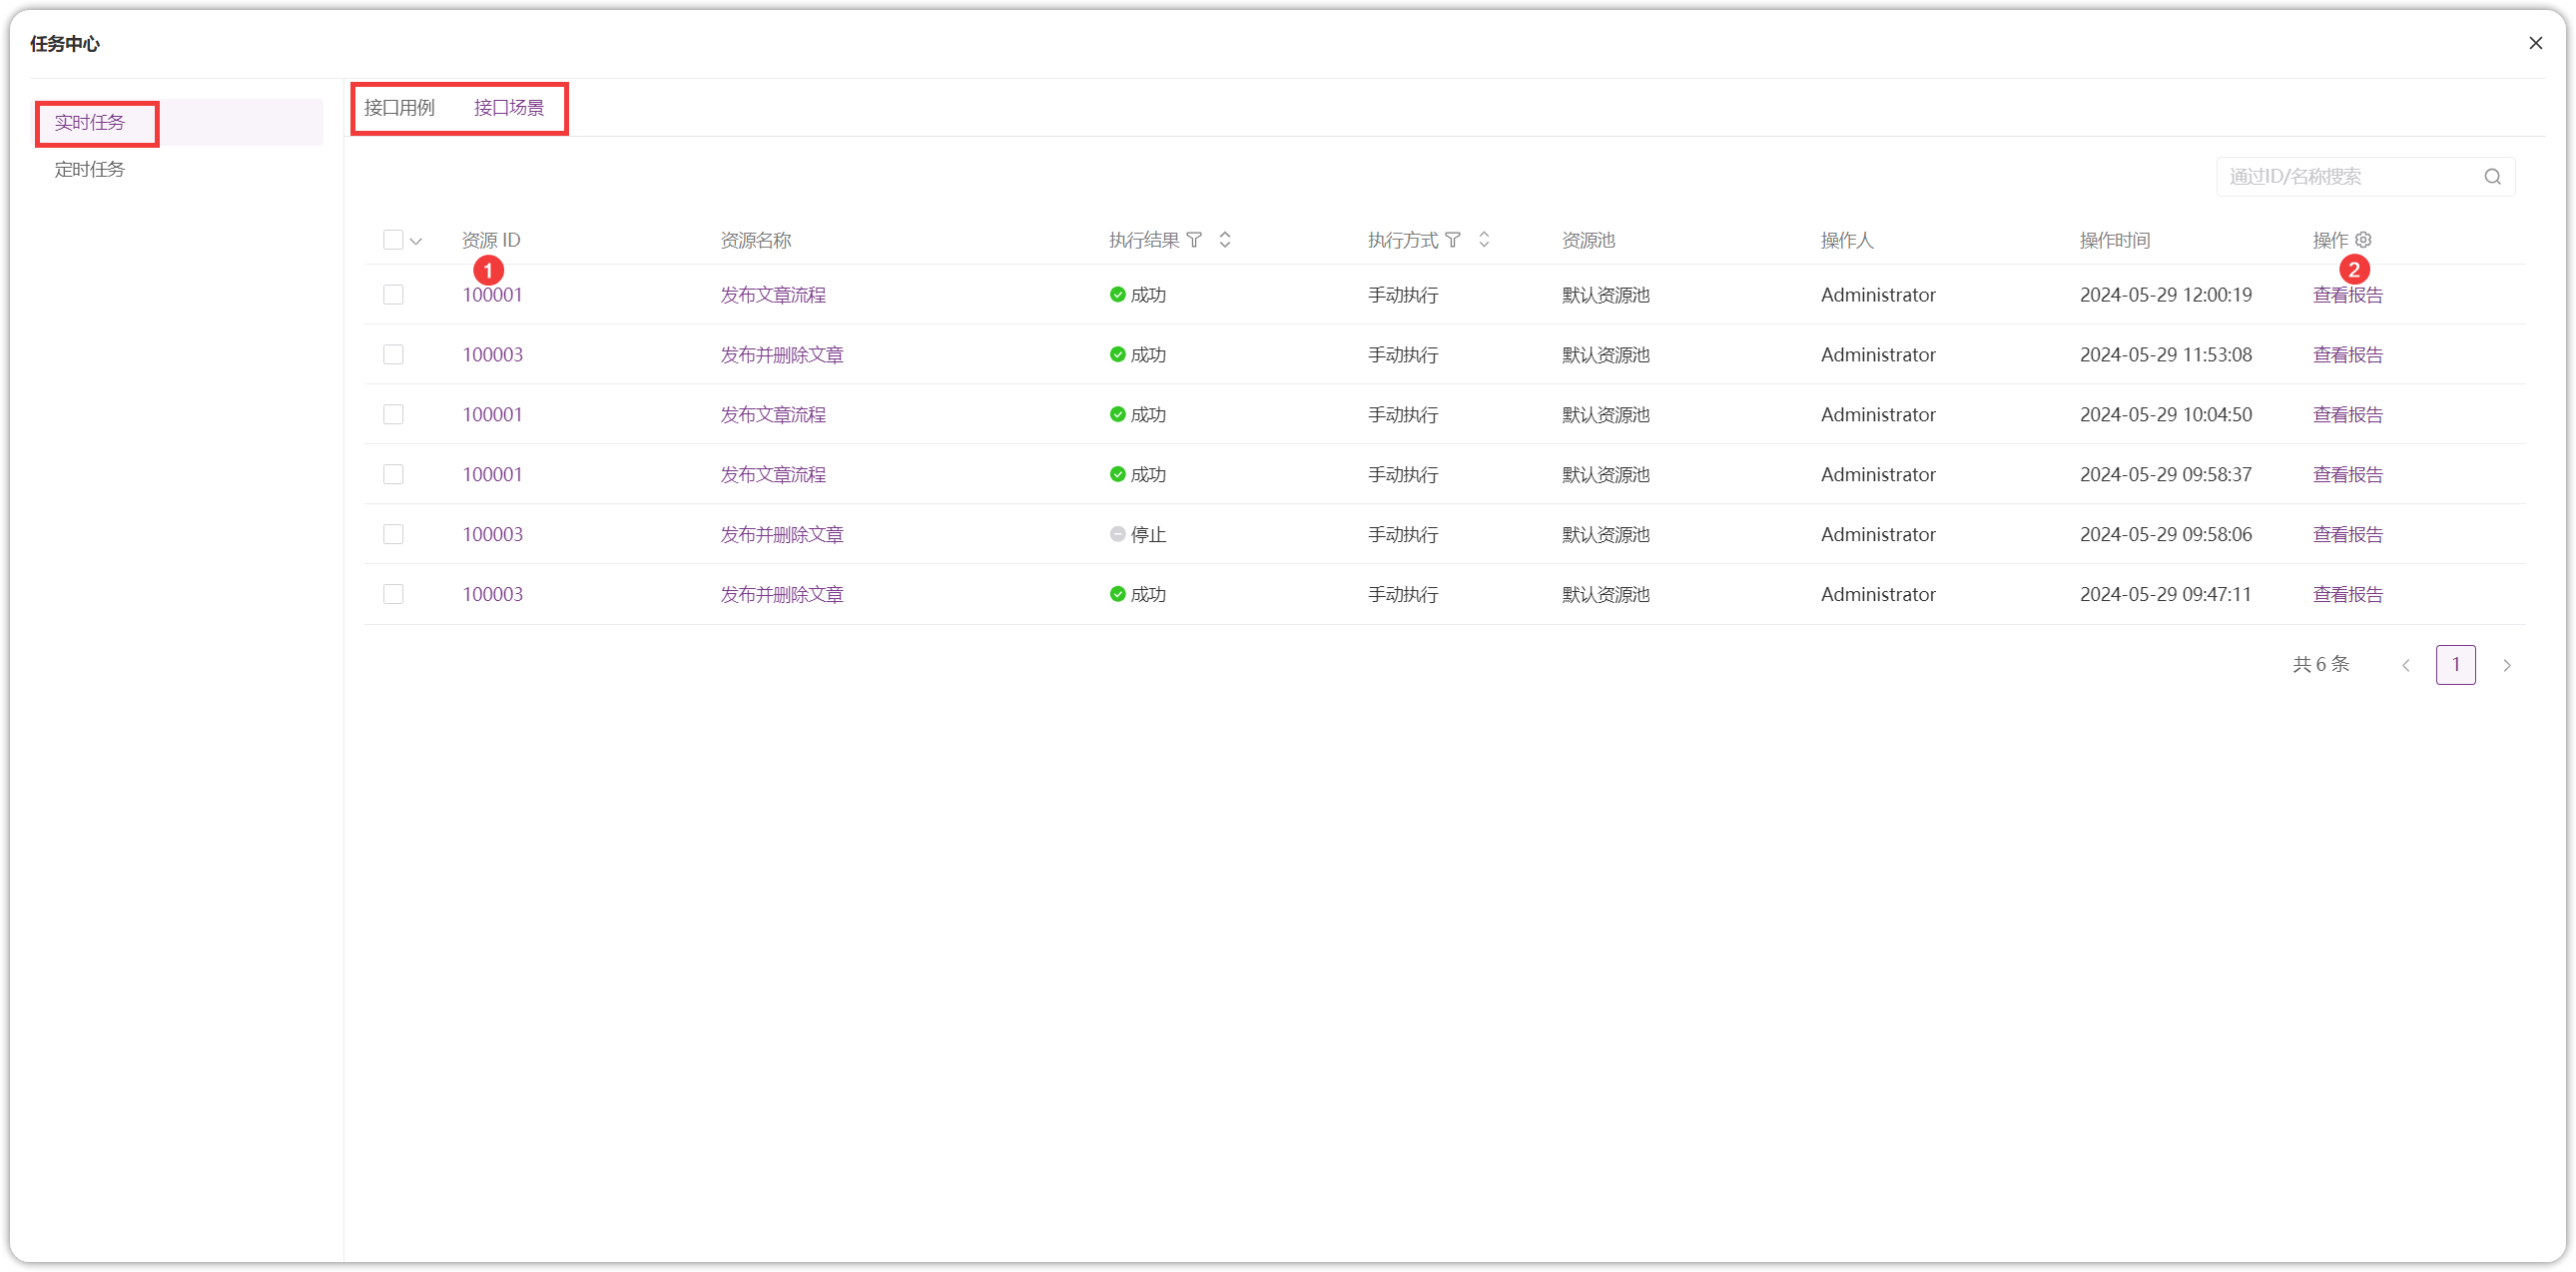 任务中心
实时任务
定时任务
接口用例 接口场景
通过ID/名称搜索
资源 ID 资源名称 执行结果 执行方式 资源池 操作人 操作时间 操作
1 2
100001 发布文章流程 成功 手动执行 默认资源池 Administrator 2024-05-29 12:00:19 查看报告
100003 发布并删除文章 成功 手动执行 默认资源池 Administrator 2024-05-29 11:53:08 查看报告
100001 发布文章流程 成功 手动执行 默认资源池 Administrator 2024-05-29 10:04:50 查看报告
100001 发布文章流程 成功 手动执行 默认资源池 Administrator 2024-05-29 09:58:37 查看报告
100003 发布并删除文章 停止 手动执行 默认资源池 Administrator 2024-05-29 09:58:06 查看报告
100003 发布并删除文章 成功 手动执行 默认资源池 Administrator 2024-05-29 09:47:11 查看报告
共 6 条 1